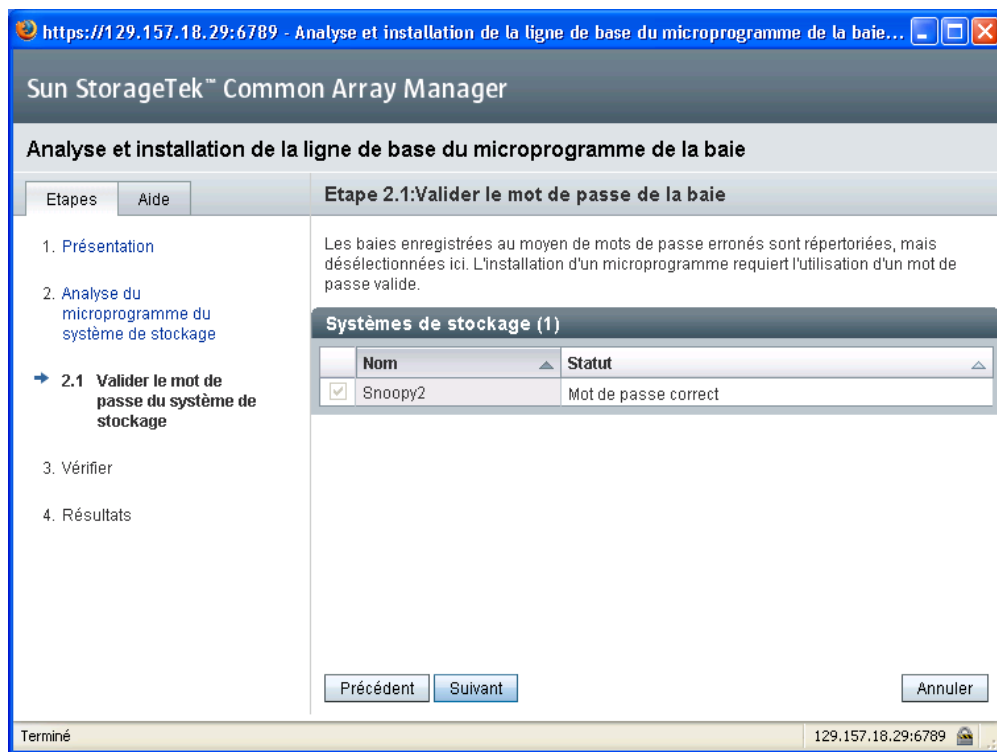 https://129.157.18.29:6789 - Analyse et installation de la ligne de base du microprogramme de la baie...
Sun StorageTek™ Common Array Manager
Analyse et installation de la ligne de base du microprogramme de la baie
Etapes
Aide
1. Présentation
2. Analyse du
microprogramme du
système de stockage
2.1 Valider le mot de
passe du système de
stockage
3. Vérifier
4. Résultats
Etape 2.1:Valider le mot de passe de la baie
Les baies enregistrées au moyen de mots de passe erronés sont répertoriées, mais
désélectionnées ici. L'installation d'un microprogramme requiert l'utilisation d'un mot de
passe valide.
Systèmes de stockage (1)
Nom Statut
Snoopy2 Mot de passe correct
Précédent Suivant Annuler
Terminé 129.157.18.29:6789